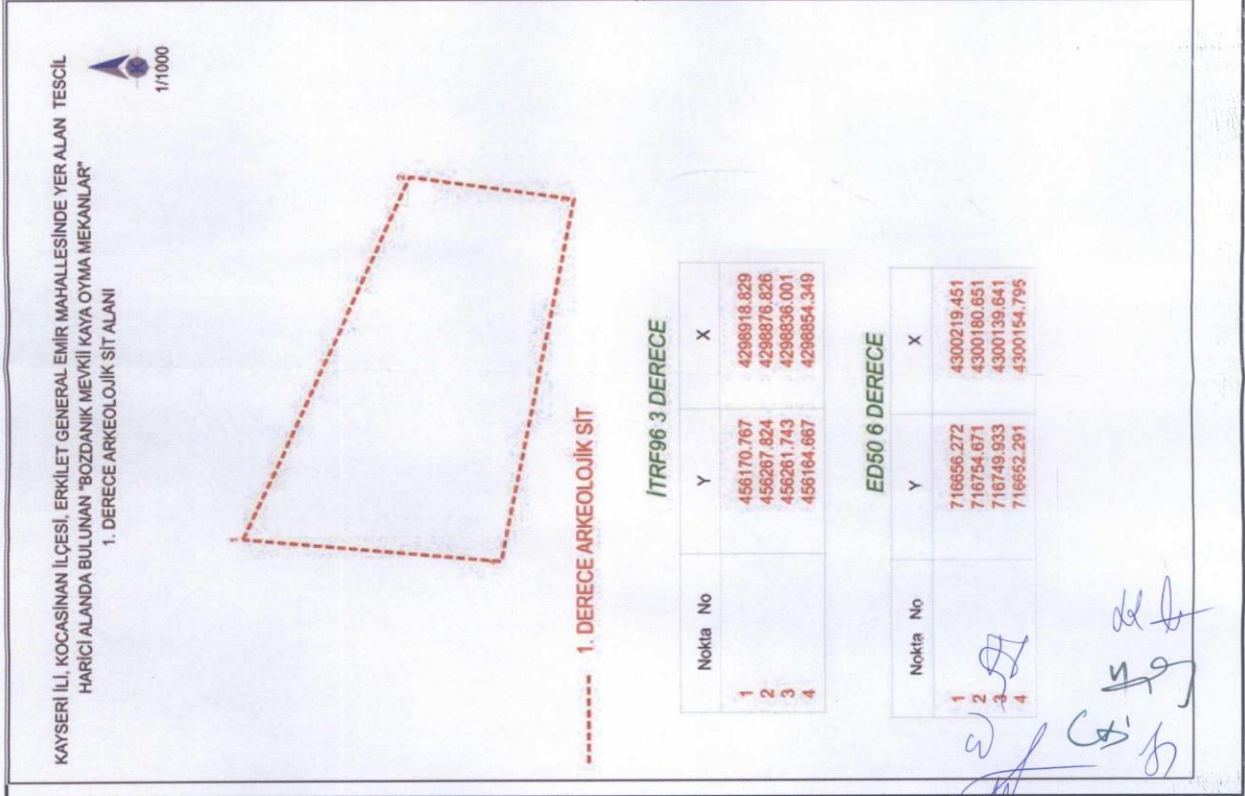 KAYSERİ İLİ, KOCASİNAN İLÇESİ, ERKİLET GENERAL EMİR MAHALLESİNDE YER ALAN TESCİL
HARİCİ ALANDA BULUNAN "BOZDANIK MEVKİİ KAYA OYMA MEKANLAR"
1. DERECE ARKEOLOJİK SİT ALANI
K
1/1000
1. DERECE ARKEOLOJİK SİT
İTRF96 3 DERECE
Nokta No Y X
1 456170.767 4298918.829
2 456267.824 4298876.826
3 456261.743 4298836.001
4 456164.667 4298854.349
ED50 6 DERECE
Nokta No Y X
1 716656.272 4300219.451
2 716754.671 4300180.651
3 716749.933 4300139.641
4 716652.291 4300154.795